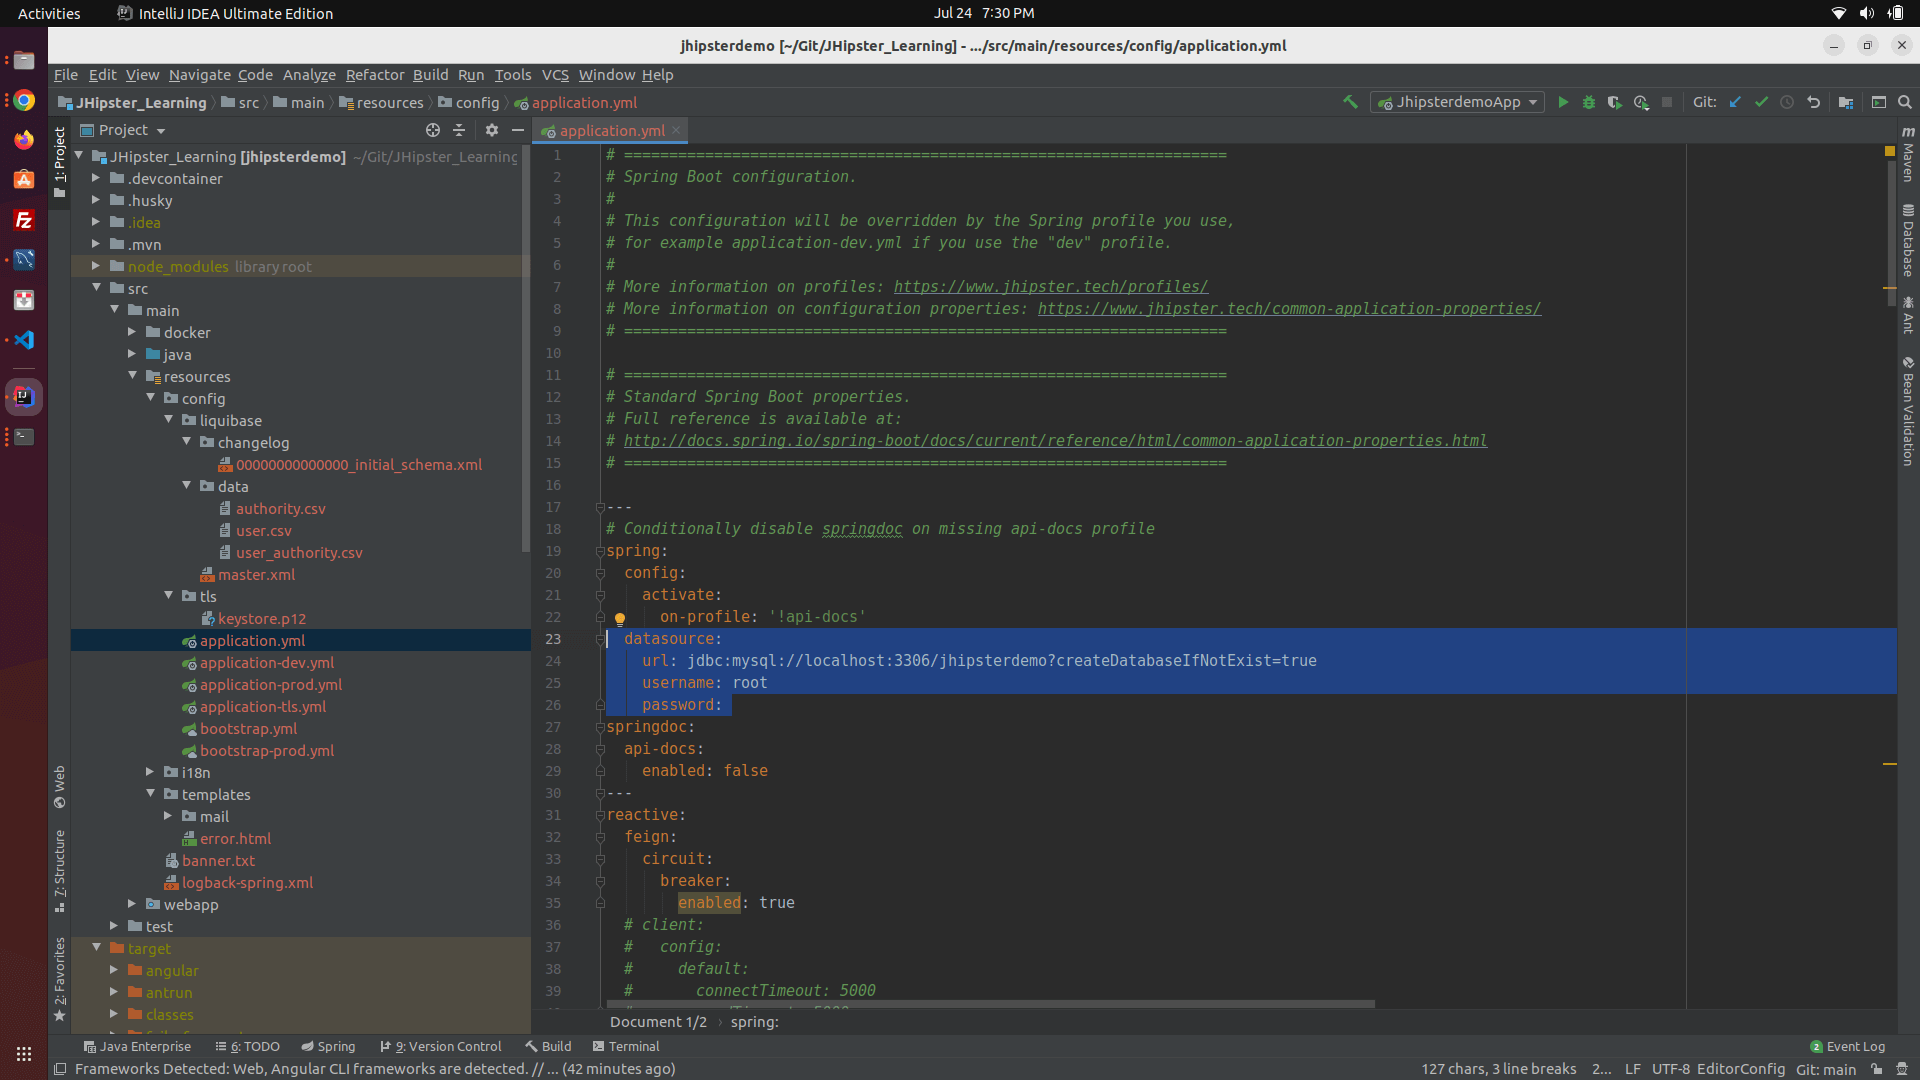 Activities
IntelliJ IDEA Ultimate Edition
Jul 24 7:30 PM
jhipsterdemo [~/Git/JHipster_Learning] - .../src/main/resources/config/application.yml
File Edit View Navigate Code Analyze Refactor Build Run Tools VCS Window Help
JHipster_Learning src main resources config application.yml
JhipsterdemoApp
Git:
1: Project
Project
application.yml
JHipster_Learning [jhipsterdemo] ~/Git/JHipster_Learning
.devcontainer
.husky
.idea
.mvn
node_modules library root
src
main
docker
java
resources
config
liquibase
changelog
00000000000000_initial_schema.xml
data
authority.csv
user.csv
user_authority.csv
master.xml
tls
keystore.p12
application.yml
application-dev.yml
application-prod.yml
application-tls.yml
bootstrap.yml
bootstrap-prod.yml
i18n
templates
mail
error.html
banner.txt
logback-spring.xml
webapp
test
target
angular
antrun
classes
Web
7: Structure
2: Favorites
1 # ===================================================================
2 # Spring Boot configuration.
3 #
4 # This configuration will be overridden by the Spring profile you use,
5 # for example application-dev.yml if you use the "dev" profile.
6 #
7 # More information on profiles: https://www.jhipster.tech/profiles/
8 # More information on configuration properties: https://www.jhipster.tech/common-application-properties/
9 # ===================================================================
10
11 # ===================================================================
12 # Standard Spring Boot properties.
13 # Full reference is available at:
14 # http://docs.spring.io/spring-boot/docs/current/reference/html/common-application-properties.html
15 # ===================================================================
16
17 ---
18 # Conditionally disable springdoc on missing api-docs profile
19 spring:
20 config:
21 activate:
22 on-profile: '!api-docs'
23 datasource:
24 url: jdbc:mysql://localhost:3306/jhipsterdemo?createDatabaseIfNotExist=true
25 username: root
26 password:
27 springdoc:
28 api-docs:
29 enabled: false
30 ---
31 reactive:
32 feign:
33 circuit:
34 breaker:
35 enabled: true
36 # client:
37 # config:
38 # default:
39 # connectTimeout: 5000
Document 1/2 › spring:
Maven
Database
Ant
Bean Validation
Java Enterprise
6: TODO
Spring
9: Version Control
Build
Terminal
2 Event Log
Frameworks Detected: Web, Angular CLI frameworks are detected. // ... (42 minutes ago)
127 chars, 3 line breaks 2... LF UTF-8 EditorConfig Git: main